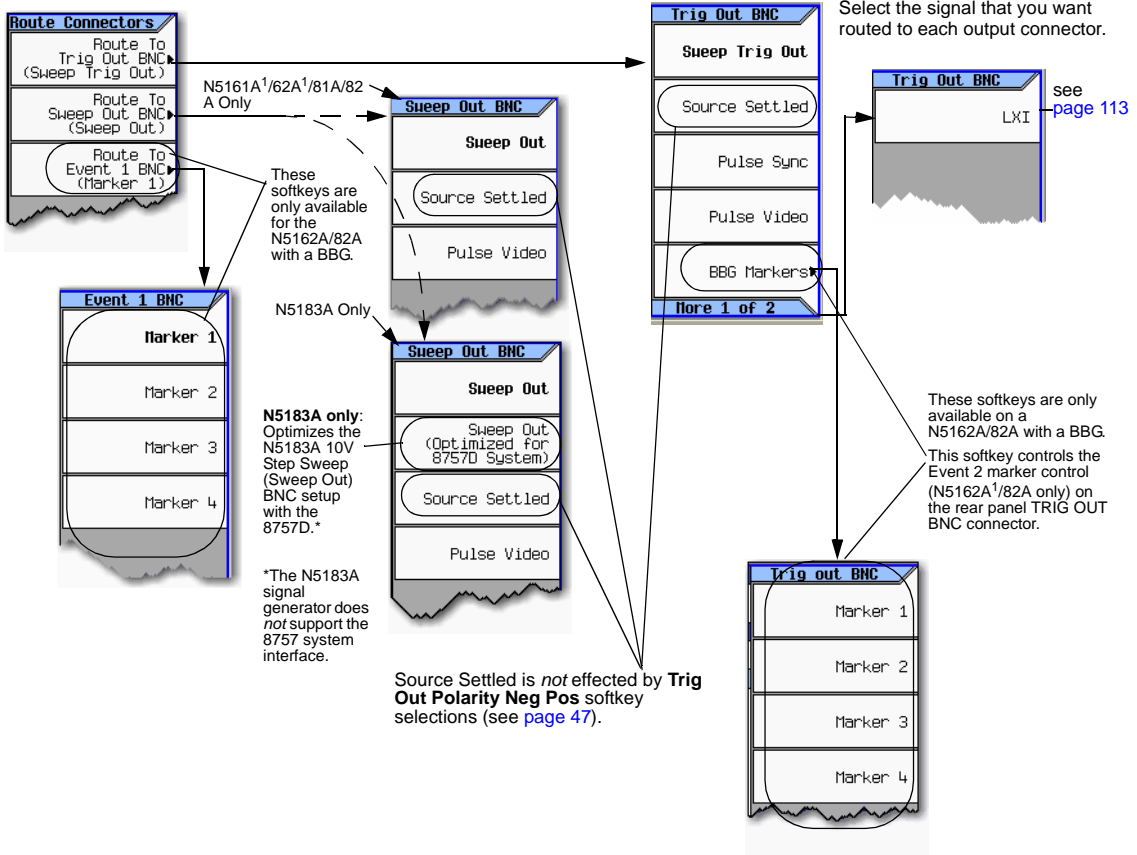 Route Connectors
Route To
Trig Out BNC
(Sweep Trig Out)
Route To
Sweep Out BNC
(Sweep Out)
Route To
Event 1 BNC
(Marker 1)
N5161A1/62A1/81A/82
A Only
These
softkeys are
only available
for the
N5162A/82A
with a BBG.
Event 1 BNC
Marker 1
Marker 2
Marker 3
Marker 4
Sweep Out BNC
Sweep Out
Source Settled
Pulse Video
N5183A Only
Sweep Out BNC
Sweep Out
Sweep Out
(Optimized for
8757D System)
Source Settled
Pulse Video
N5183A only:
Optimizes the
N5183A 10V
Step Sweep
(Sweep Out)
BNC setup
with the
8757D.*
*The N5183A
signal
generator does
not support the
8757 system
interface.
Source Settled is not effected by Trig
Out Polarity Neg Pos softkey
selections (see page 47).
Trig Out BNC
Sweep Trig Out
Source Settled
Pulse Sync
Pulse Video
BBG Markers
More 1 of 2
Select the signal that you want
routed to each output connector.
Trig Out BNC
LXI
see
page 113
These softkeys are only
available on a
N5162A/82A with a BBG.
This softkey controls the
Event 2 marker control
(N5162A1/82A only) on
the rear panel TRIG OUT
BNC connector.
Trig out BNC
Marker 1
Marker 2
Marker 3
Marker 4